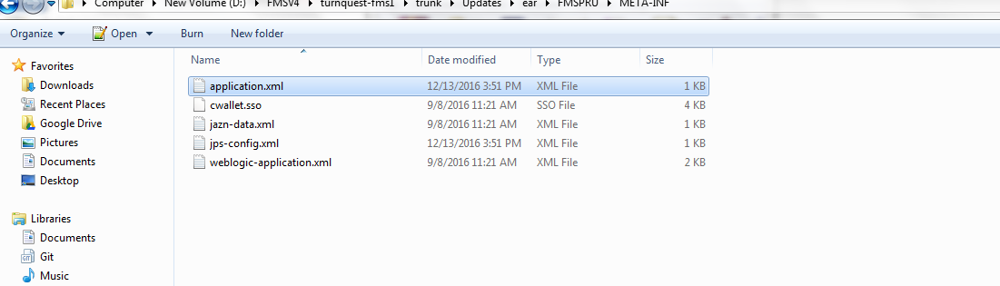 Computer New Volume (D:) FMSV4 turnquest-fms1 trunk Updates ear FMSPRU META-INF
Organize Open Burn New folder
Name Date modified Type Size
Favorites
Downloads
Recent Places
Google Drive
Pictures
Documents
Desktop
Libraries
Documents
Git
Music
application.xml 12/13/2016 3:51 PM XML File 1 KB
cwallet.sso 9/8/2016 11:21 AM SSO File 4 KB
jazn-data.xml 9/8/2016 11:21 AM XML File 1 KB
jps-config.xml 12/13/2016 3:51 PM XML File 1 KB
weblogic-application.xml 9/8/2016 11:21 AM XML File 2 KB